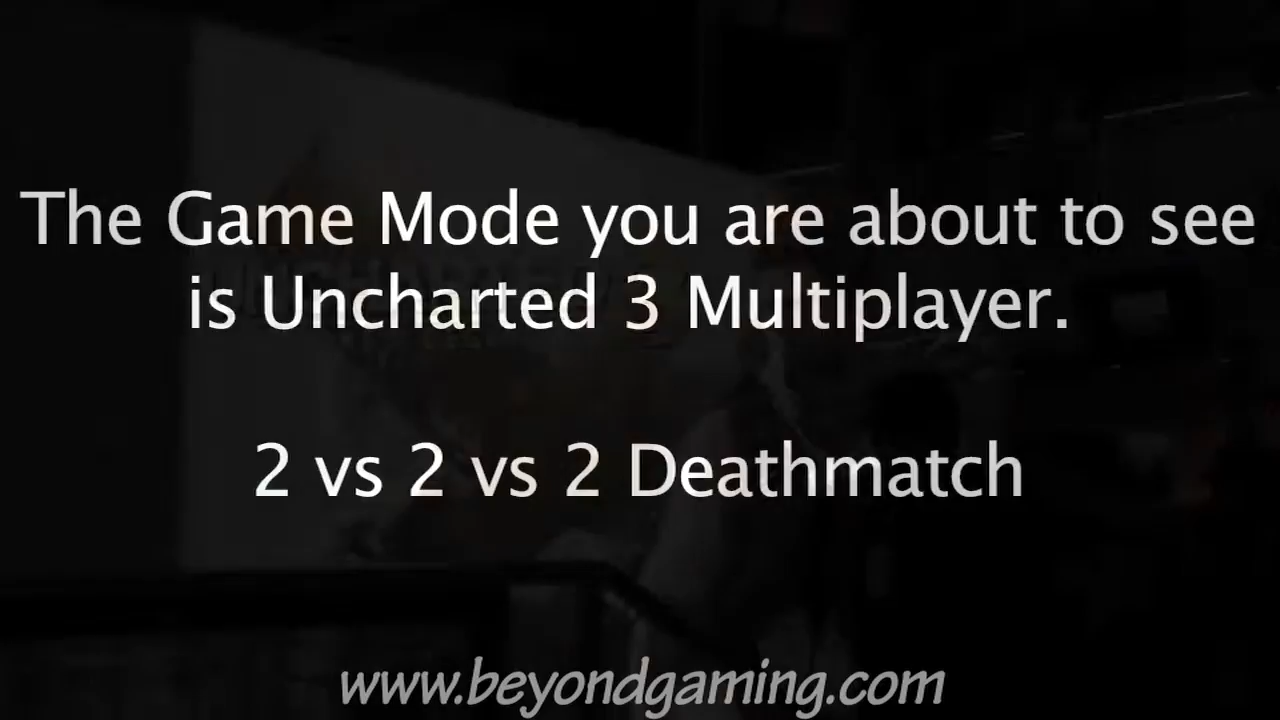 The Game Mode you are about to see
is Uncharted 3 Multiplayer.
2 vs 2 vs 2 Deathmatch
www.beyondgaming.com